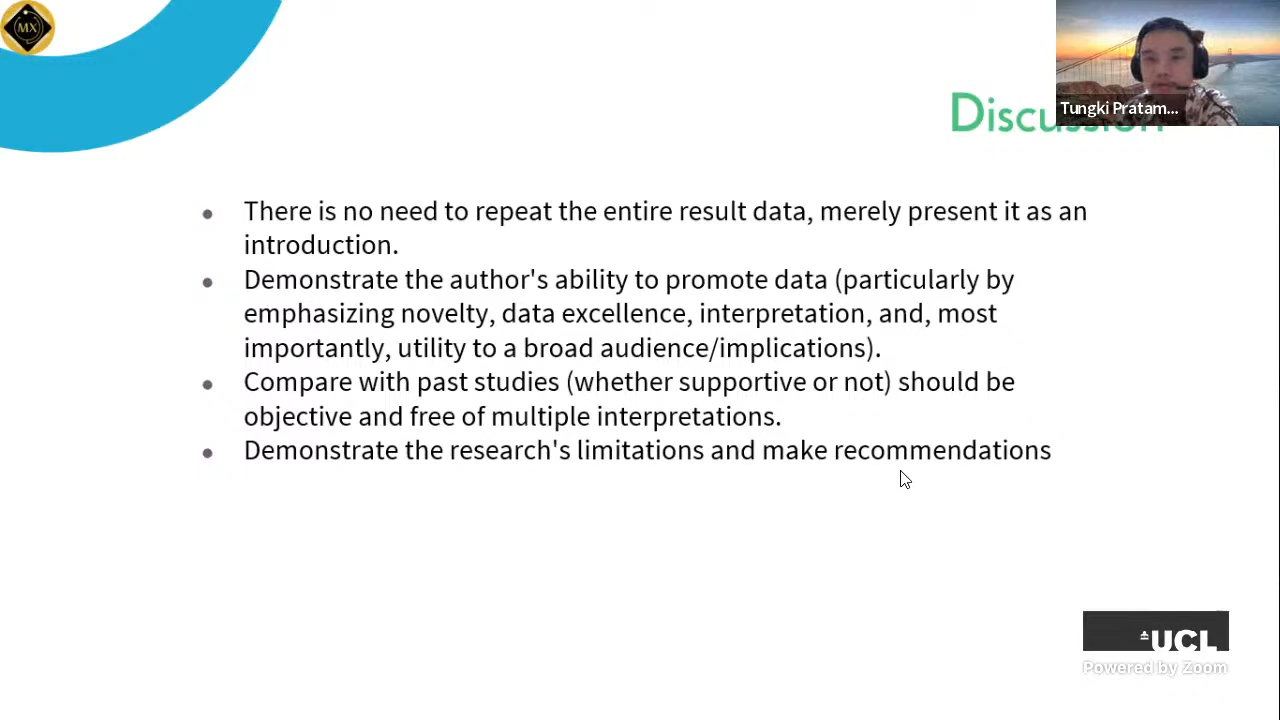 MX
Tungki Pratam...
Discussion
There is no need to repeat the entire result data, merely present it as an
introduction.
Demonstrate the author's ability to promote data (particularly by
emphasizing novelty, data excellence, interpretation, and, most
importantly, utility to a broad audience/implications).
Compare with past studies (whether supportive or not) should be
objective and free of multiple interpretations.
Demonstrate the research's limitations and make recommendations
UCL
Powered by Zoom